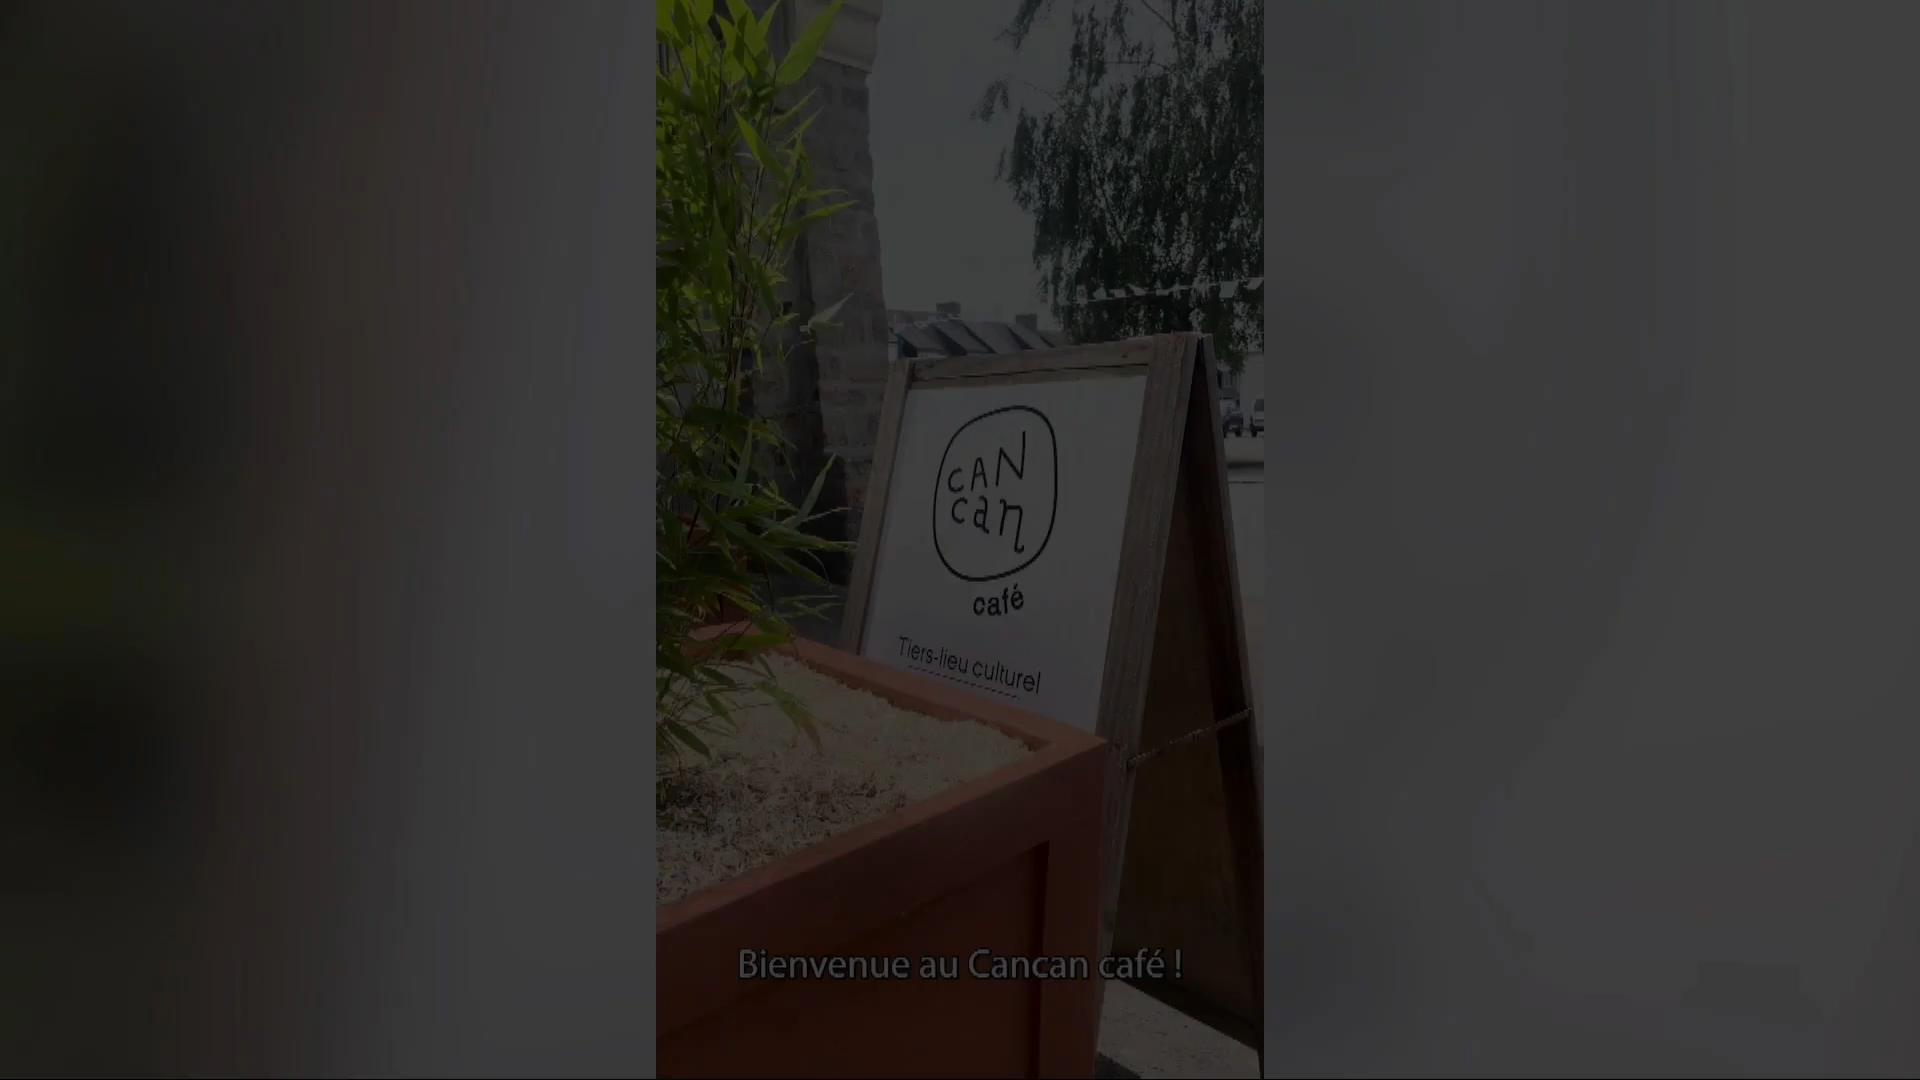 CAN
can
café
Tiers-lieu culturel
Bienvenue au Cancan café !